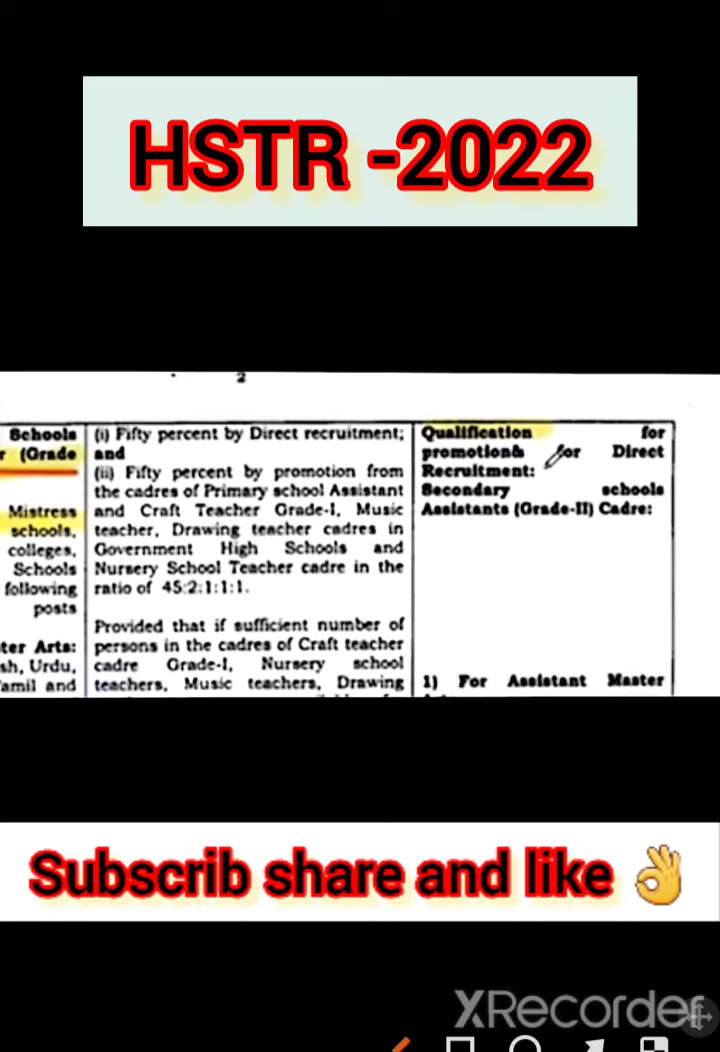 HSTR -2022
2
Schools
r (Grade
Mistress
schools,
colleges,
Schools
following
posts
ter Arts:
sh, Urdu,
amil and
(i) Fifty percent by Direct recruitment;
and
(ii) Fifty percent by promotion from
the cadres of Primary school Assistant
and Craft Teacher Grade-I, Music
teacher, Drawing teacher cadres in
Government High Schools and
Nursery School Teacher cadre in the
ratio of 45:2:1:1:1.
Provided that if sufficient number of
persons in the cadres of Craft teacher
cadre Grade-I, Nursery school
teachers, Music teachers, Drawing
Qualification for
promotion& for Direct
Recruitment:
Secondary schools
Assistants (Grade-II) Cadre:
1) For Assistant Master
Subscrib share and like 👌
XRecorder